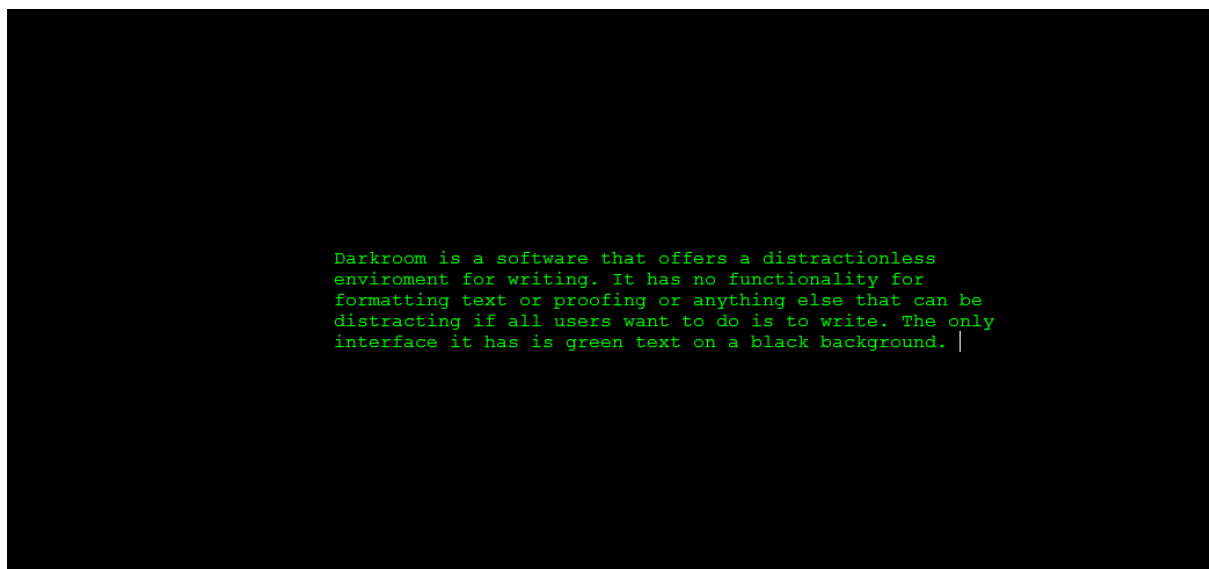 Darkroom is a software that offers a distractionless
enviroment for writing. It has no functionality for
formatting text or proofing or anything else that can be
distracting if all users want to do is to write. The only
interface it has is green text on a black background.